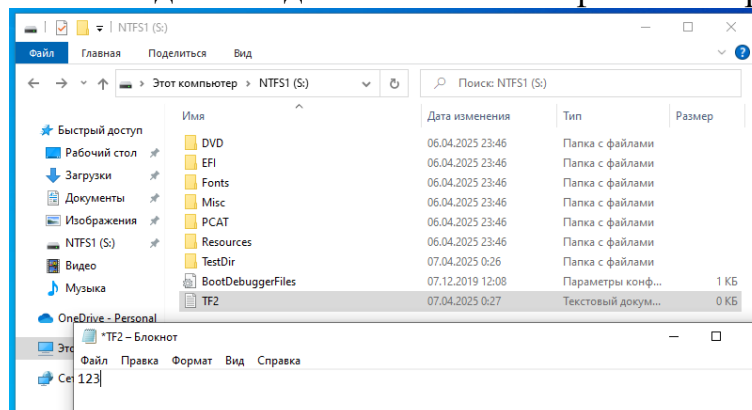 NTFS1 (S:)
Файл Главная Поделиться Вид
Этот компьютер › NTFS1 (S:) Поиск: NTFS1 (S:)
Имя Дата изменения Тип Размер
Быстрый доступ
Рабочий стол
Загрузки
Документы
Изображения
NTFS1 (S:)
Видео
Музыка
OneDrive - Personal
DVD 06.04.2025 23:46 Папка с файлами
EFI 06.04.2025 23:46 Папка с файлами
Fonts 06.04.2025 23:46 Папка с файлами
Misc 06.04.2025 23:46 Папка с файлами
PCAT 06.04.2025 23:46 Папка с файлами
Resources 06.04.2025 23:46 Папка с файлами
TestDir 07.04.2025 0:26 Папка с файлами
BootDebuggerFiles 07.12.2019 12:08 Параметры конф... 1 КБ
TF2 07.04.2025 0:27 Текстовый докум... 0 КБ
*TF2 – Блокнот
Файл Правка Формат Вид Справка
123